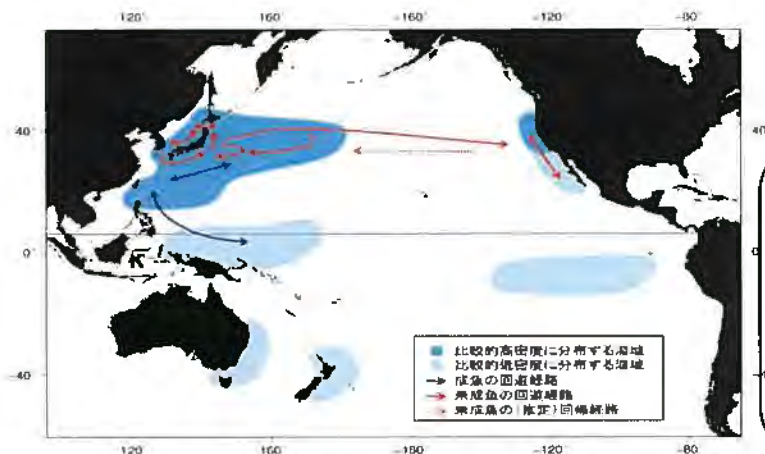 120 160 -160 -120 -80
40 40
0 0
-40
比較的高密度に分布する海域
比較的低密度に分布する海域
成魚の回遊経路
未成魚の回遊経路
未成魚の(推定)回帰経路
120 160 -160 -120 -80